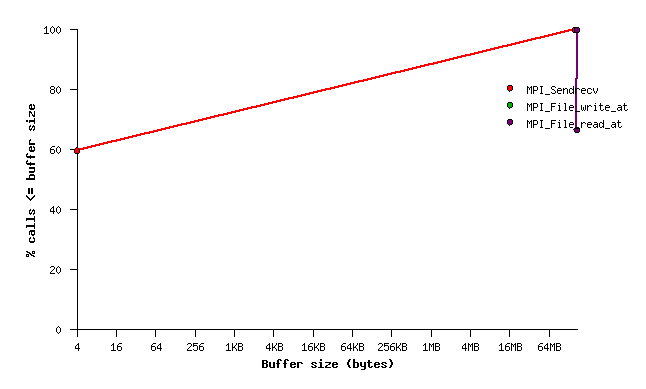 100
80
60
40
20
0
% calls <= buffer size
MPI_Sendrecv
MPI_File_write_at
MPI_File_read_at
4 16 64 256 1KB 4KB 16KB 64KB 256KB 1MB 4MB 16MB 64MB
Buffer size (bytes)